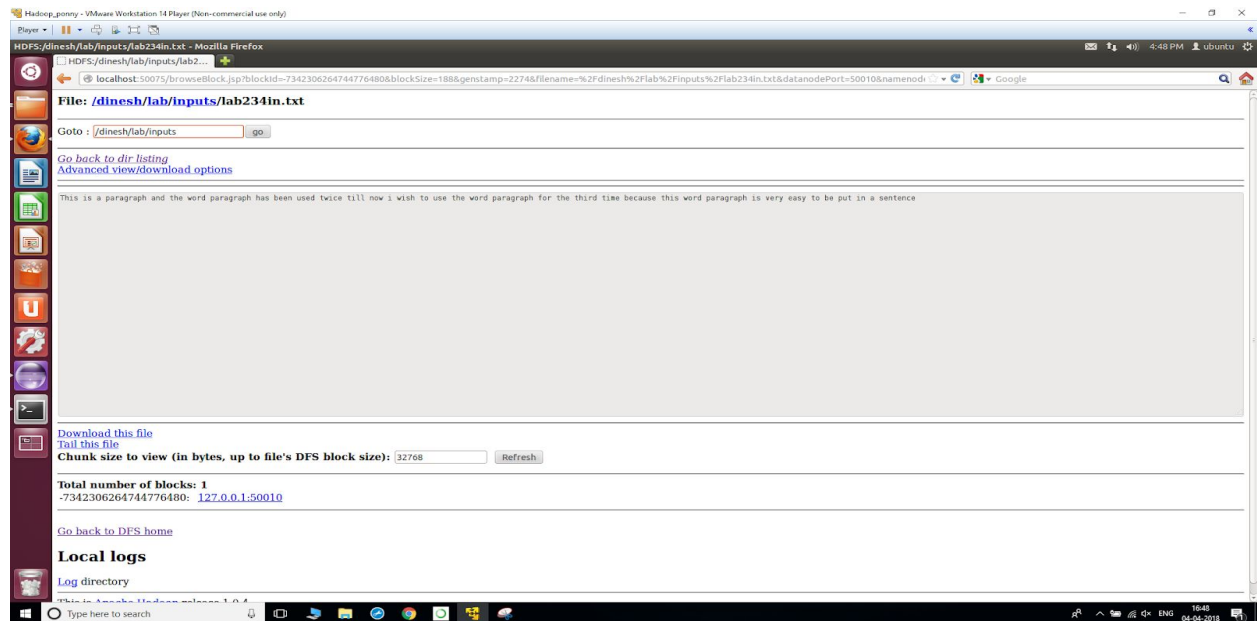 Hadoop_ponny - VMware Workstation 14 Player (Non-commercial use only)
Player
HDFS:/dinesh/lab/inputs/lab234in.txt - Mozilla Firefox
4:48 PM ubuntu
HDFS:/dinesh/lab/inputs/lab2...
localhost:50075/browseBlock.jsp?blockId=-7342306264744776480&blockSize=188&genstamp=2274&filename=%2Fdinesh%2Flab%2Finputs%2Flab234in.txt&datanodePort=50010&namenod
Google
File: /dinesh/lab/inputs/lab234in.txt
Goto : /dinesh/lab/inputs go
Go back to dir listing
Advanced view/download options
This is a paragraph and the word paragraph has been used twice till now i wish to use the word paragraph for the third time because this word paragraph is very easy to be put in a sentence
Download this file
Tail this file
Chunk size to view (in bytes, up to file's DFS block size): 32768 Refresh
Total number of blocks: 1
-7342306264744776480: 127.0.0.1:50010
Go back to DFS home
Local logs
Log directory
This is Apache Hadoop release 1.0.4
Type here to search
ENG
16:48
04-04-2018